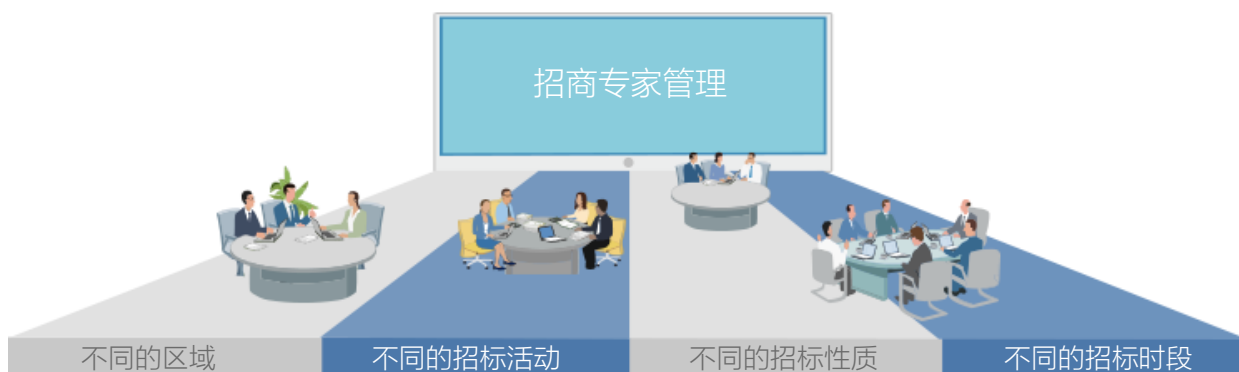 招商专家管理
不同的区域
不同的招标活动
不同的招标性质
不同的招标时段